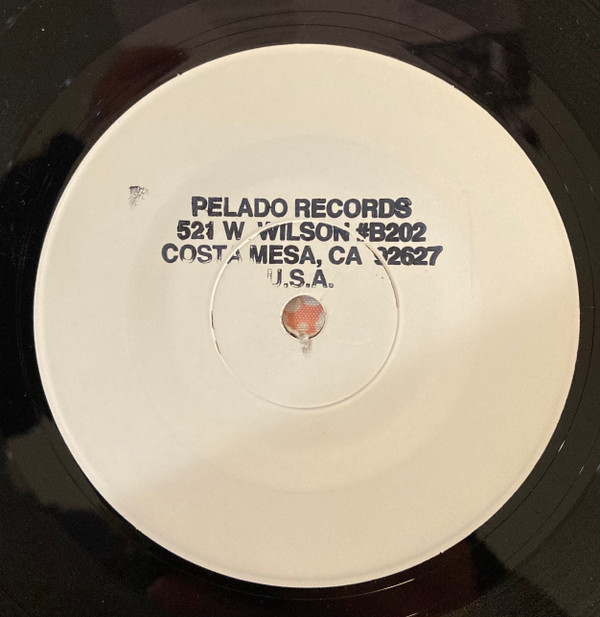 PELADO RECORDS
521 W. WILSON #B202
COSTA MESA, CA 92627
U.S.A.